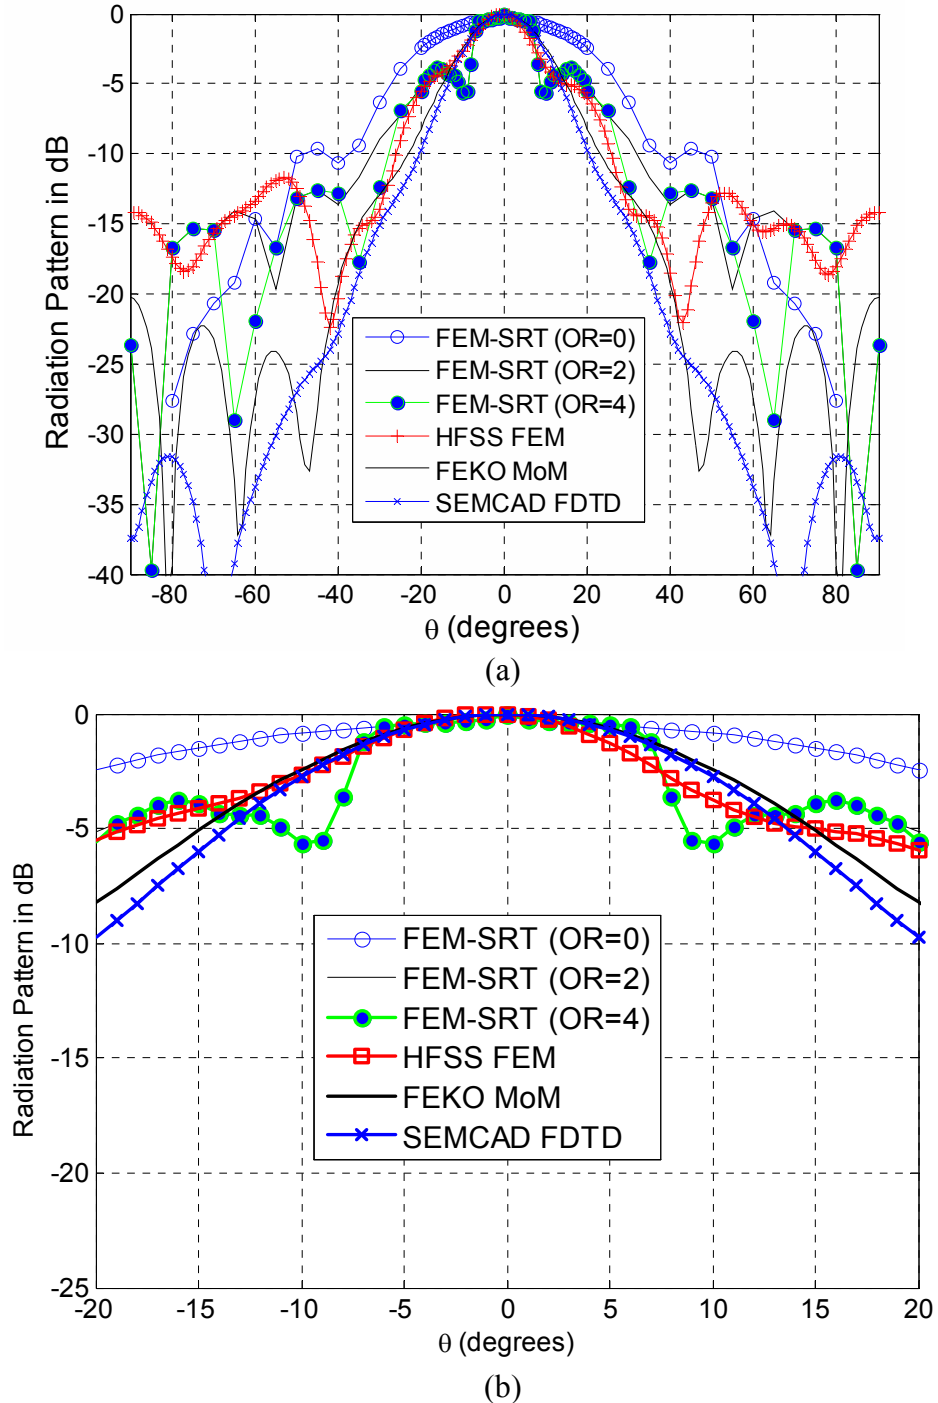 0
-5
-10
-15
-20
-25
-30
-35
-40
Radiation Pattern in dB
FEM-SRT (OR=0)
FEM-SRT (OR=2)
FEM-SRT (OR=4)
HFSS FEM
FEKO MoM
SEMCAD FDTD
-80 -60 -40 -20 0 20 40 60 80
θ (degrees)
(a)
0
-5
-10
-15
-20
-25
Radiation Pattern in dB
FEM-SRT (OR=0)
FEM-SRT (OR=2)
FEM-SRT (OR=4)
HFSS FEM
FEKO MoM
SEMCAD FDTD
-20 -15 -10 -5 0 5 10 15 20
θ (degrees)
(b)